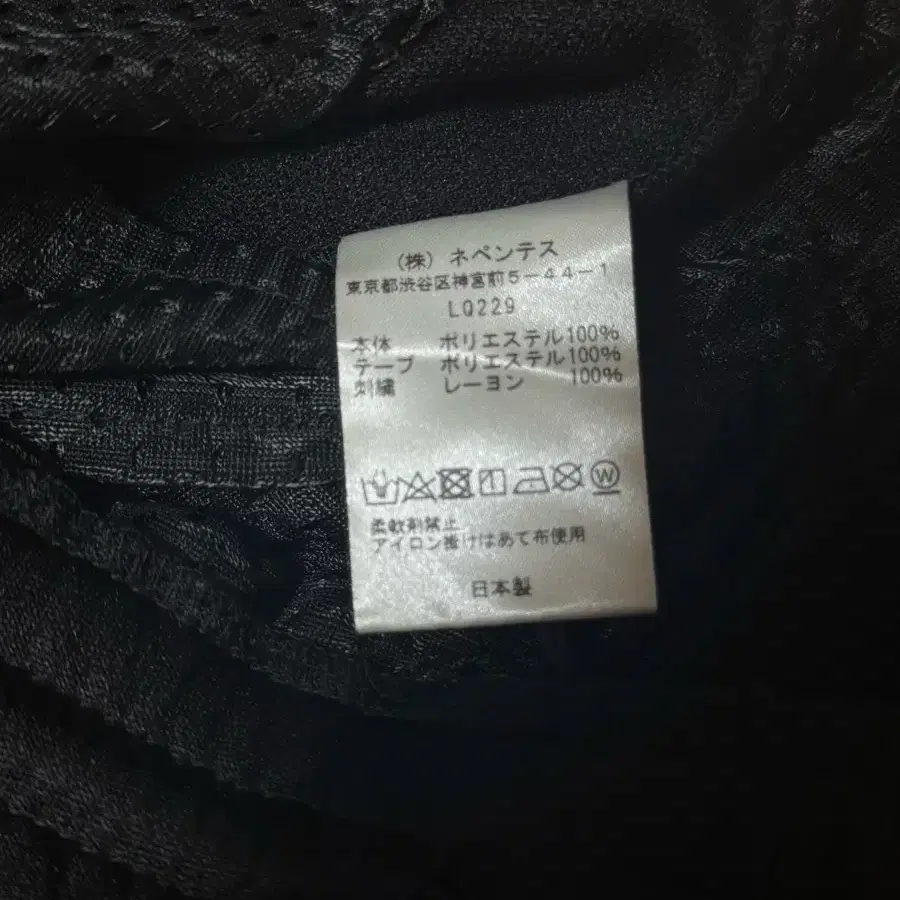 （株）ネペンテス
東京都渋谷区神宮前5-44-1
LQ229
本体 ポリエステル100%
テープ ポリエステル100%
刺繍 レーヨン 100%
W
柔軟剤禁止
アイロン掛けはあて布使用
日本製